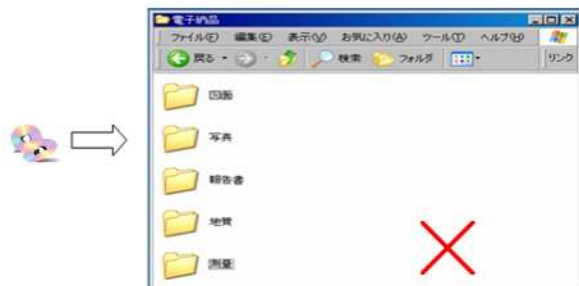 電子納品
ファイル(F) 編集(E) 表示(V) お気に入り(A) ツール(T) ヘルプ(H)
戻る 検索 フォルダ リンク
図面
写真
報告書
地質
測量